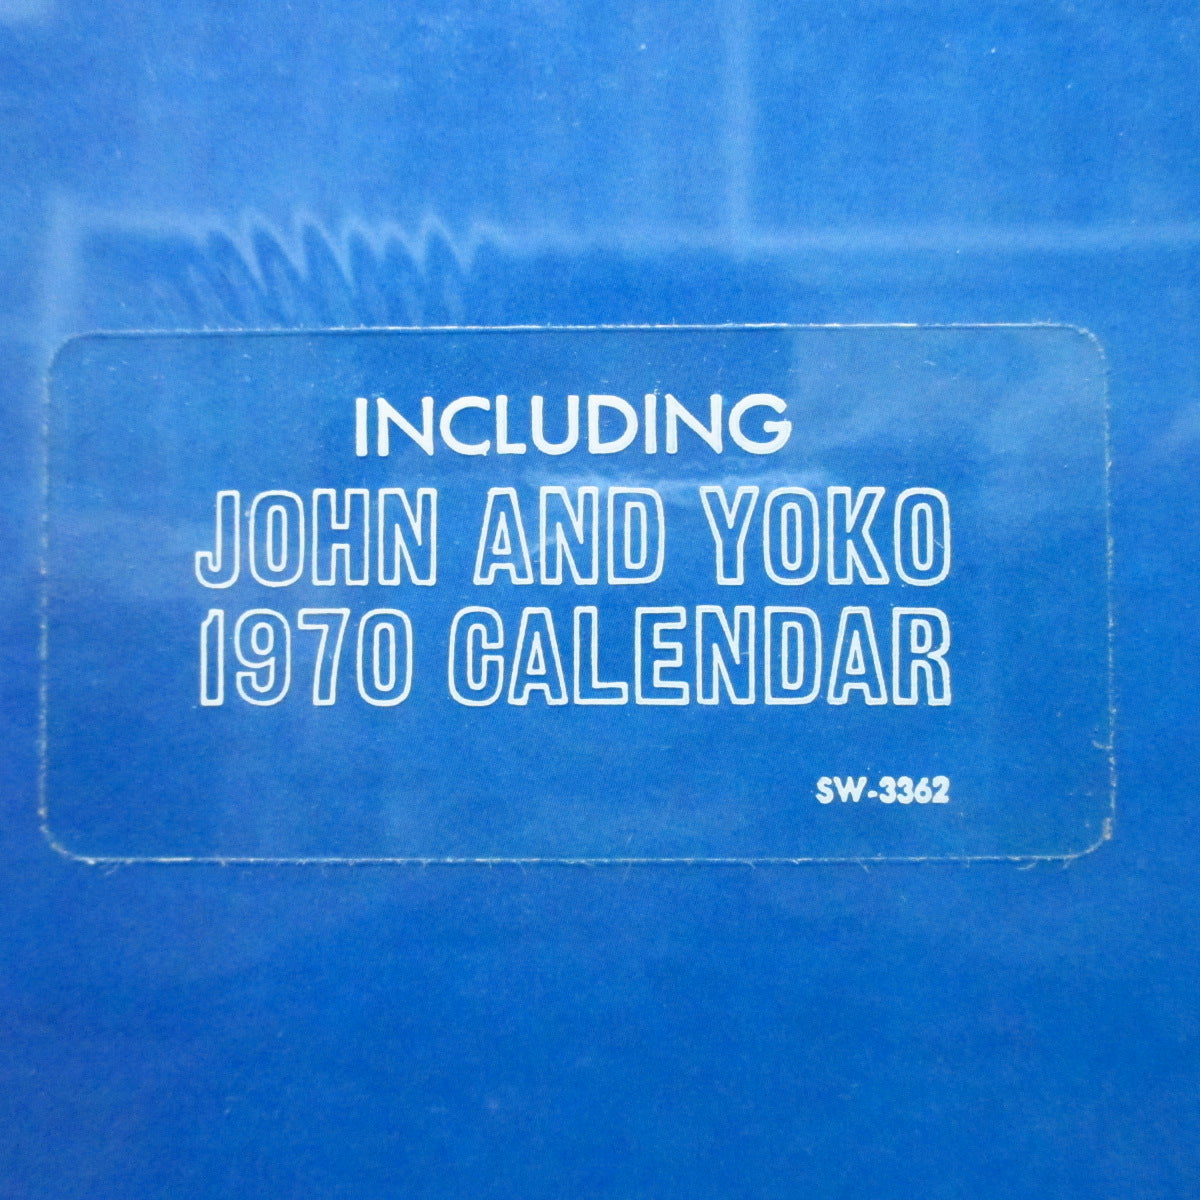 INCLUDING
JOHN AND YOKO
1970 CALENDAR
SW-3362